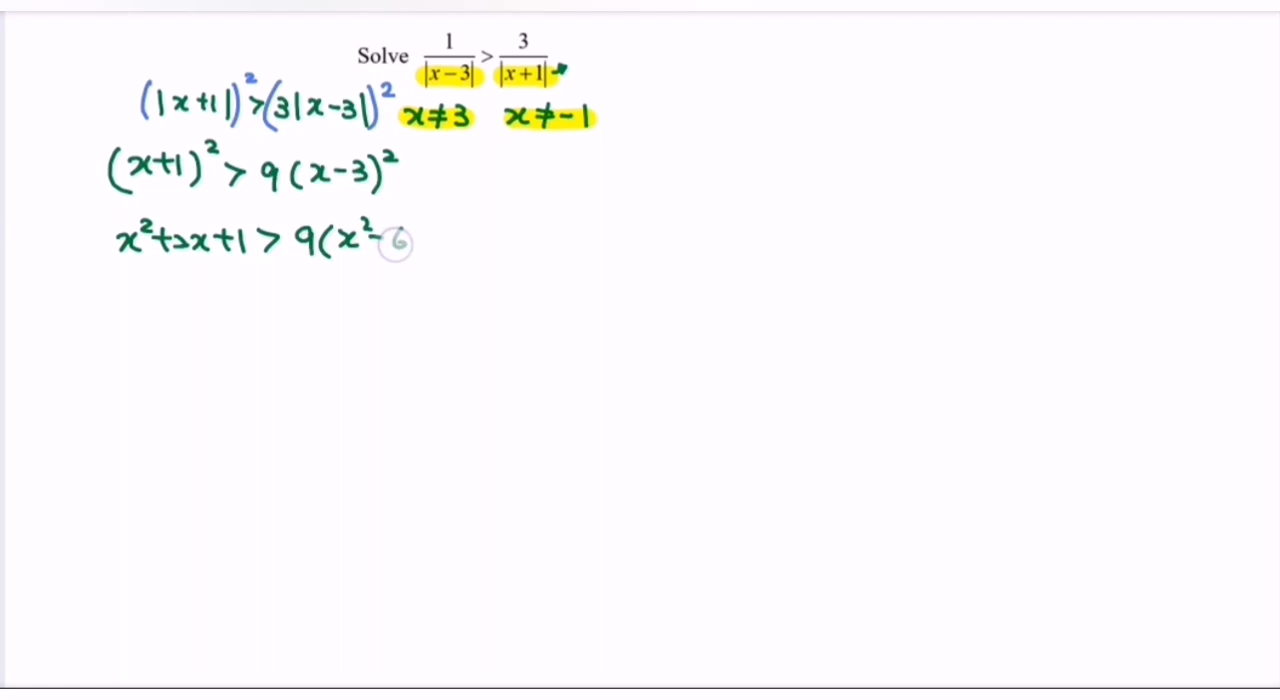 Solve 1/|x − 3| > 3/|x + 1|
(|x+1|)² > (3|x−3|)² x≠3 x≠−1
(x+1)² > 9(x−3)²
x²+2x+1 > 9(x²−6